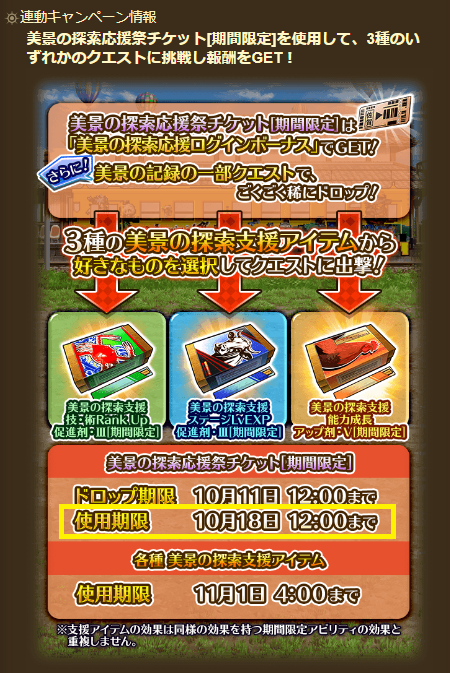 連動キャンペーン情報
美景の探索応援祭チケット[期間限定]を使用して、3種のい
ずれかのクエストに挑戦し報酬をGET！
美景の探索応援祭チケット[期間限定]は
「美景の探索応援ログインボーナス」でGET!
さらに!
美景の記録の一部クエストで、
ごくごく稀にドロップ!
3種の美景の探索支援アイテムから
好きなものを選択してクエストに出撃!
美景の探索支援
技・術Rank Up
促進剤・Ⅲ[期間限定]
美景の探索支援
ステージLVEXP
促進剤・Ⅲ[期間限定]
美景の探索支援
能力成長
アップ剤・Ⅴ[期間限定]
美景の探索応援祭チケット[期間限定]
ドロップ期限 10月11日 12:00まで
使用期限 10月18日 12:00まで
各種 美景の探索支援アイテム
使用期限 11月1日 4:00まで
※支援アイテムの効果は同様の効果を持つ期間限定アビリティの効果と
重複しません。